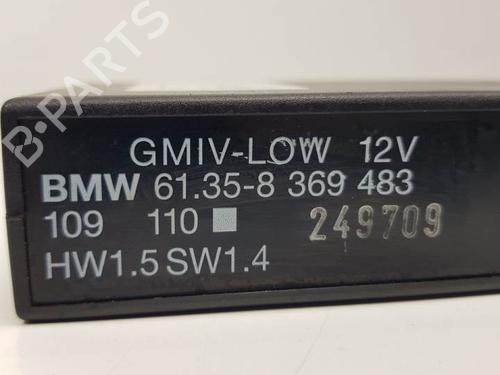 GMIV-LOW 12V
BMW 61.35-8 369 483
109 110 249709
HW1.5 SW1.4
B-PARTS